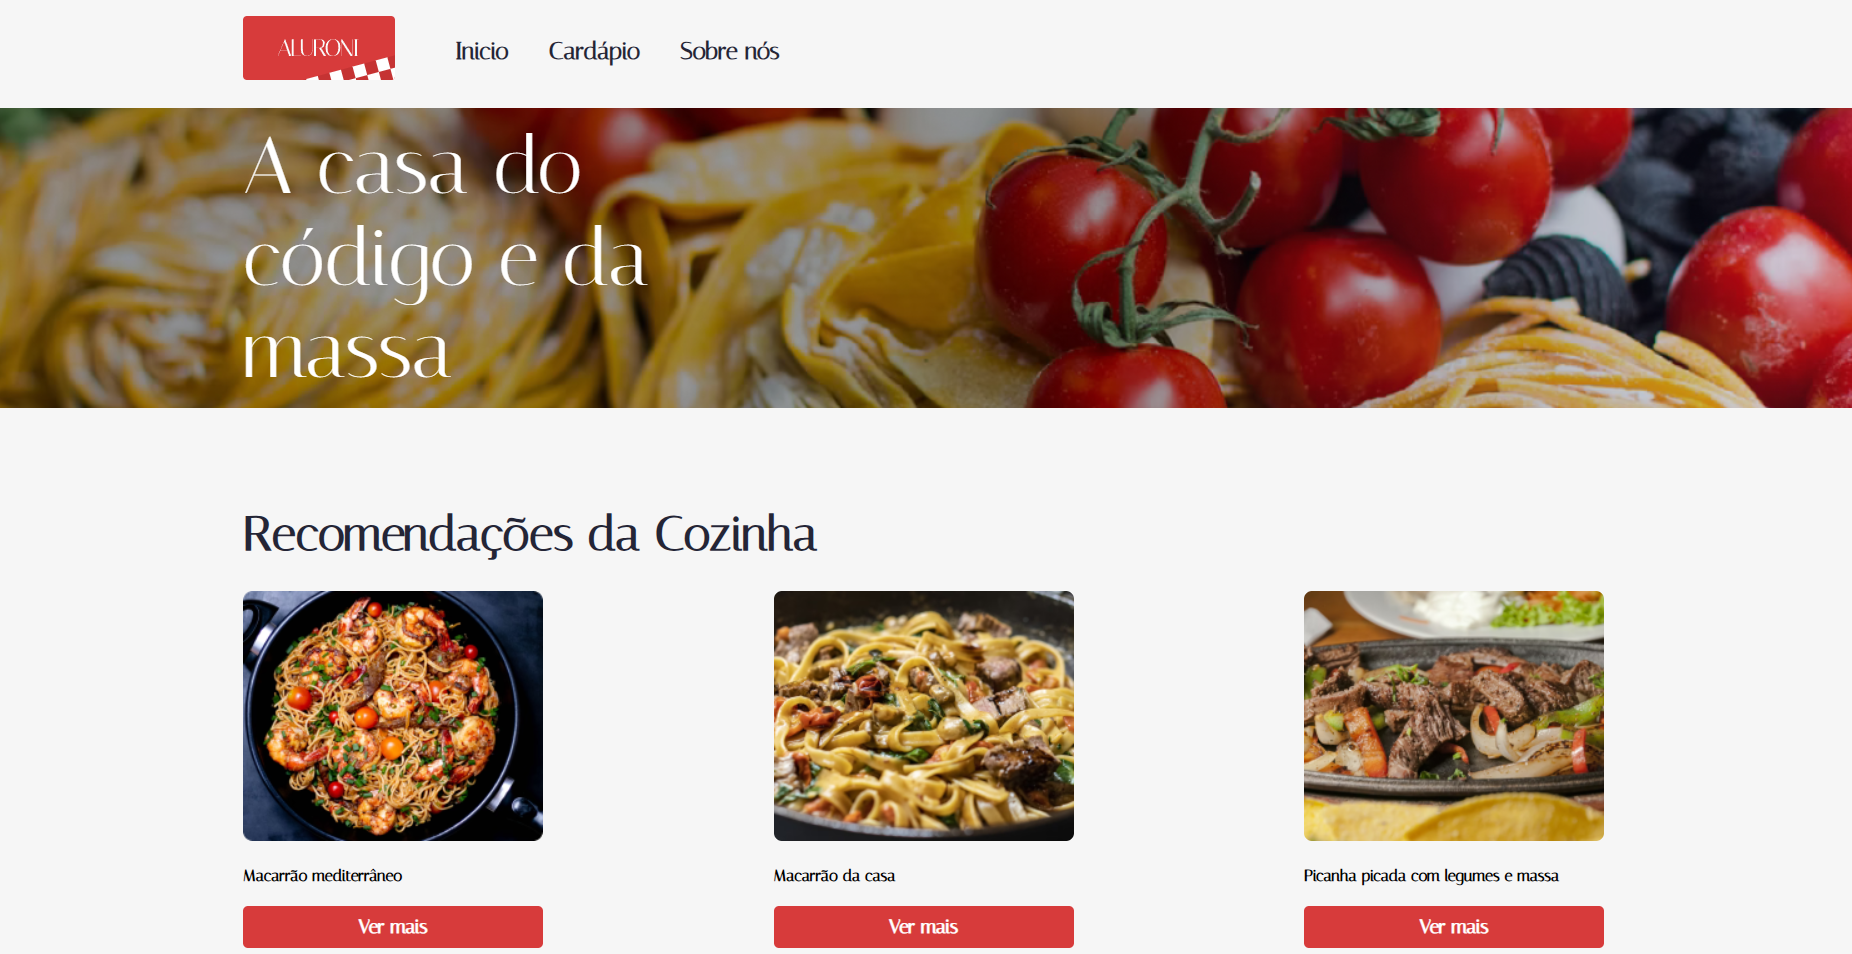 ALURONI
Inicio Cardápio Sobre nós
A casa do
código e da
massa
Recomendações da Cozinha
Macarrão mediterrâneo
Macarrão da casa
Picanha picada com legumes e massa
Ver mais
Ver mais
Ver mais